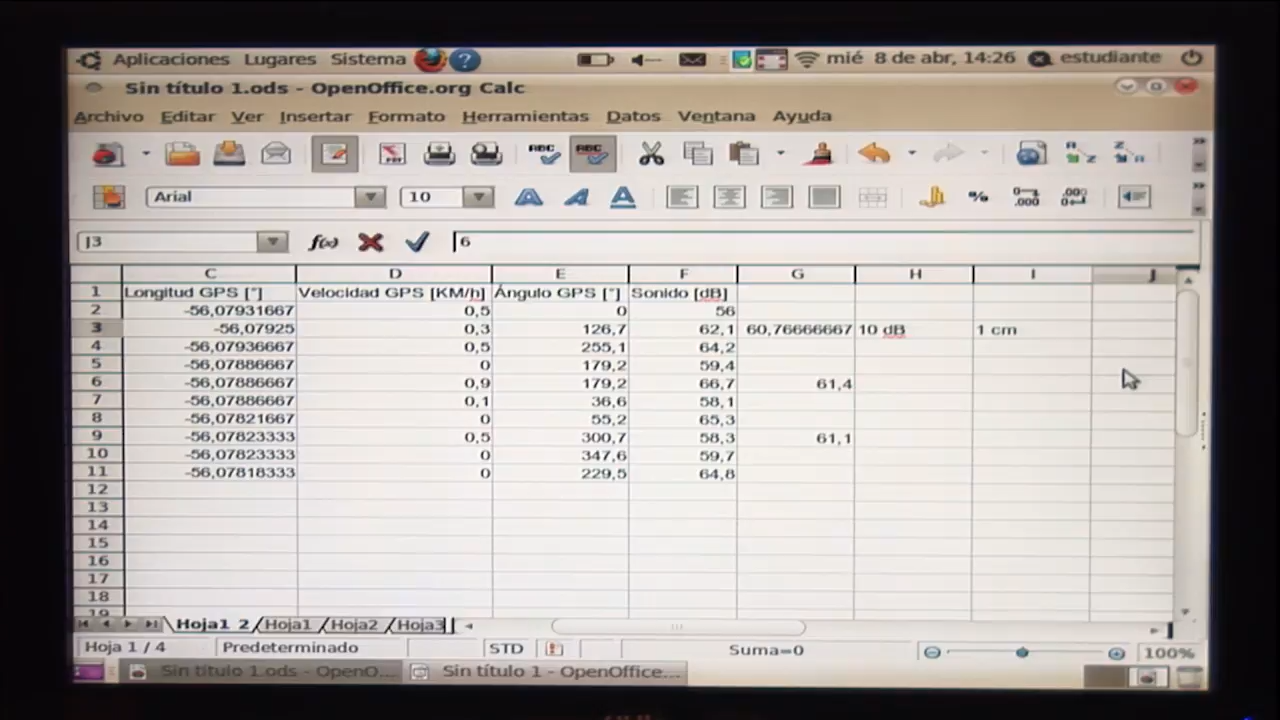 Aplicaciones Lugares Sistema mié 8 de abr, 14:26 estudiante
Sin título 1.ods - OpenOffice.org Calc
Archivo Editar Ver Insertar Formato Herramientas Datos Ventana Ayuda
Arial 10
J3 f(x) 6
C D E F G H I J
1 Longitud GPS [°] Velocidad GPS [KM/h] Ángulo GPS [°] Sonido [dB]
2 -56,07931667 0,5 0 56
3 -56,07925 0,3 126,7 62,1 60,76666667 10 dB 1 cm
4 -56,07936667 0,5 255,1 64,2
5 -56,07886667 0 179,2 59,4
6 -56,07886667 0,9 179,2 66,7 61,4
7 -56,07886667 0,1 36,6 58,1
8 -56,07821667 0 55,2 65,3
9 -56,07823333 0,5 300,7 58,3 61,1
10 -56,07823333 0 347,6 59,7
11 -56,07818333 0 229,5 64,8
12
13
14
15
16
17
18
19
Hoja1_2 Hoja1 Hoja2 Hoja3
Hoja 1 / 4 Predeterminado STD Suma=0 100%
Sin título 1.ods - OpenO... Sin título 1 - OpenOffice...